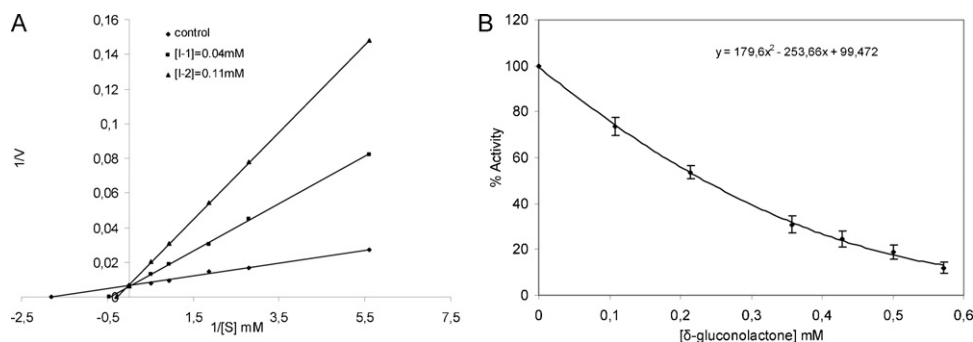 A
0,16
0,14
0,12
0,1
0,08
0,06
0,04
0,02
0
1/V
control
[I-1]=0.04mM
[I-2]=0.11mM
-2,5 -0,5 1,5 3,5 5,5 7,5
1/[S] mM
B
120
100
80
60
40
20
0
% Activity
y = 179,6x² - 253,66x + 99,472
0 0,1 0,2 0,3 0,4 0,5 0,6
[δ-gluconolactone] mM